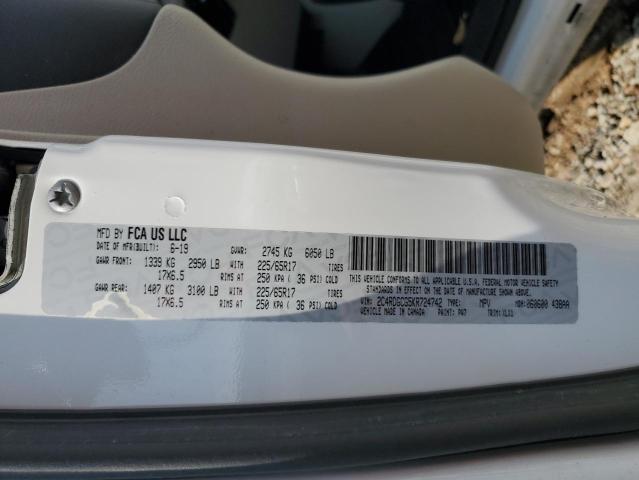 MFD BY FCA US LLC
DATE OF MFR(BUILT): 6-19 GVWR: 2745 KG 6050 LB
GAWR FRONT: 1339 KG 2950 LB WITH 225/65R17 TIRES
17X6.5 RIMS AT 250 KPA ( 36 PSI) COLD
GAWR REAR: 1407 KG 3100 LB WITH 225/65R17 TIRES
17X6.5 RIMS AT 250 KPA ( 36 PSI) COLD
THIS VEHICLE CONFORMS TO ALL APPLICABLE U.S.A. FEDERAL MOTOR VEHICLE SAFETY
STANDARDS IN EFFECT ON THE DATE OF MANUFACTURE SHOWN ABOVE.
VIN: 2C4RDGCG5KR724742 TYPE: MPV MDH: 060600 43BAA
VEHICLE MADE IN CANADA PAINT: PW7 TRIM: